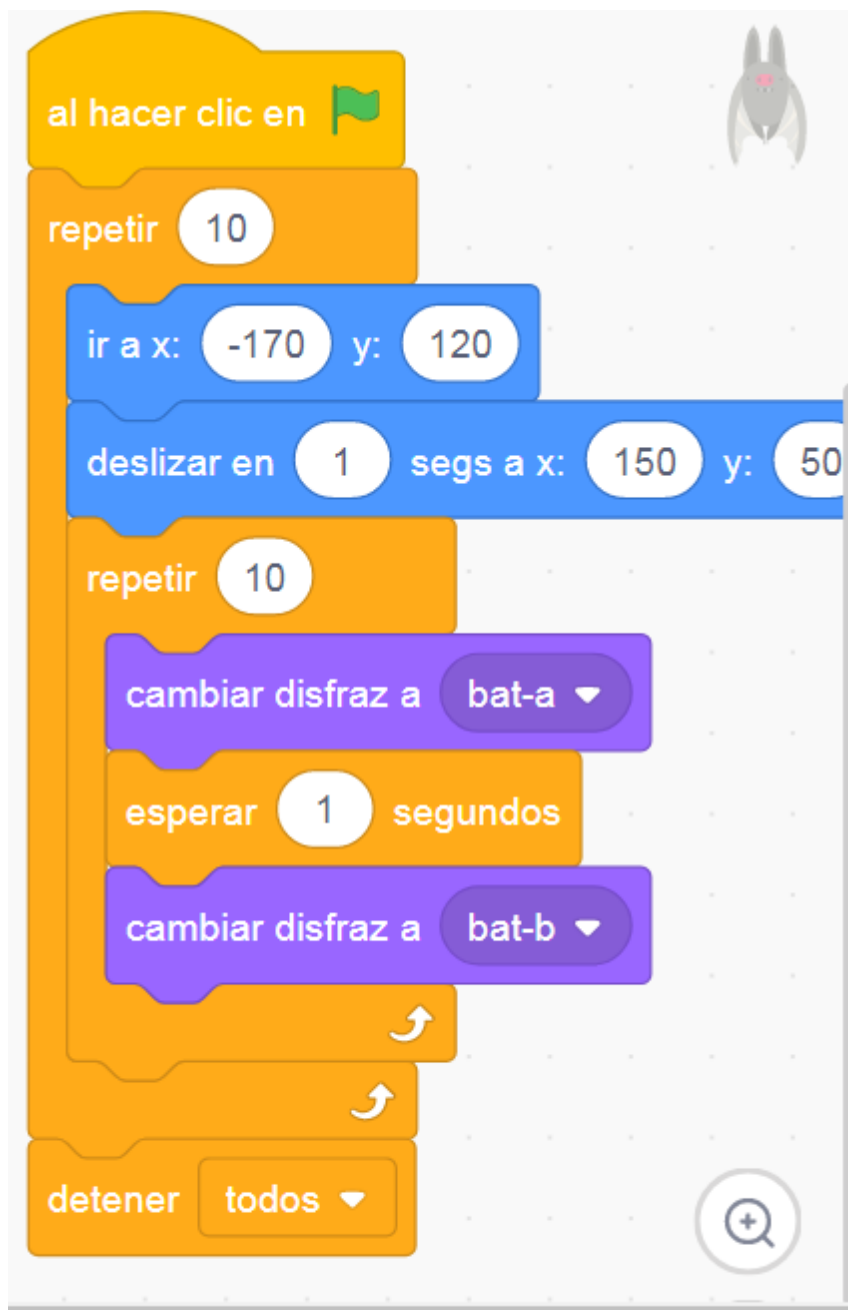 al hacer clic en
repetir 10
ir a x: -170 y: 120
deslizar en 1 segs a x: 150 y: 50
repetir 10
cambiar disfraz a bat-a
esperar 1 segundos
cambiar disfraz a bat-b
detener todos